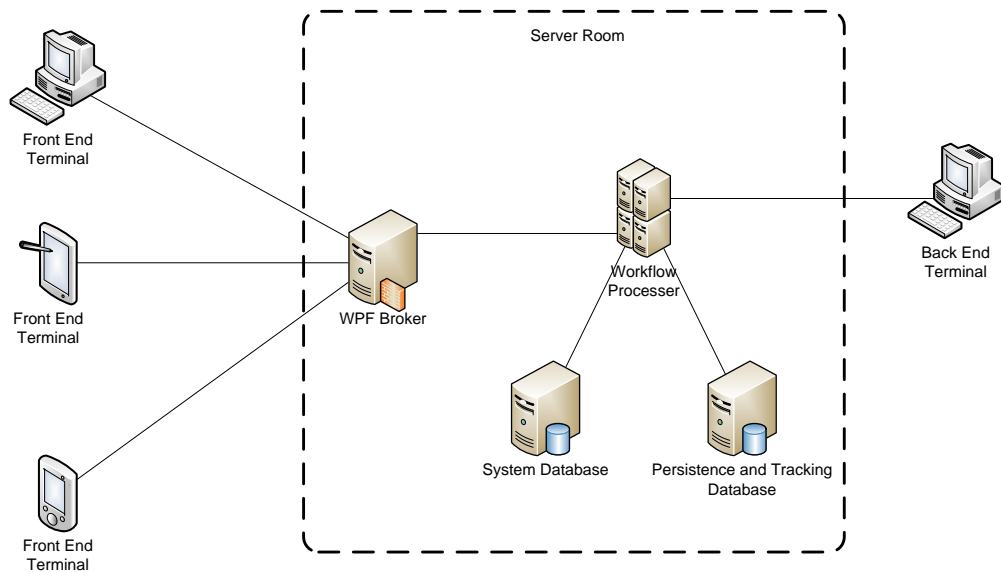 Server Room
Front End
Terminal
Front End
Terminal
Front End
Terminal
WPF Broker
Workflow
Processer
System Database
Persistence and Tracking
Database
Back End
Terminal